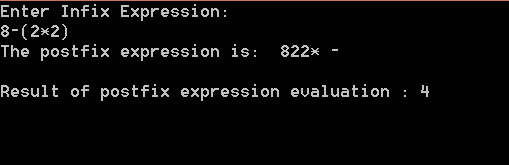 Enter Infix Expression:
8-(2*2)
The postfix expression is:  822* -
Result of postfix expression evaluation : 4